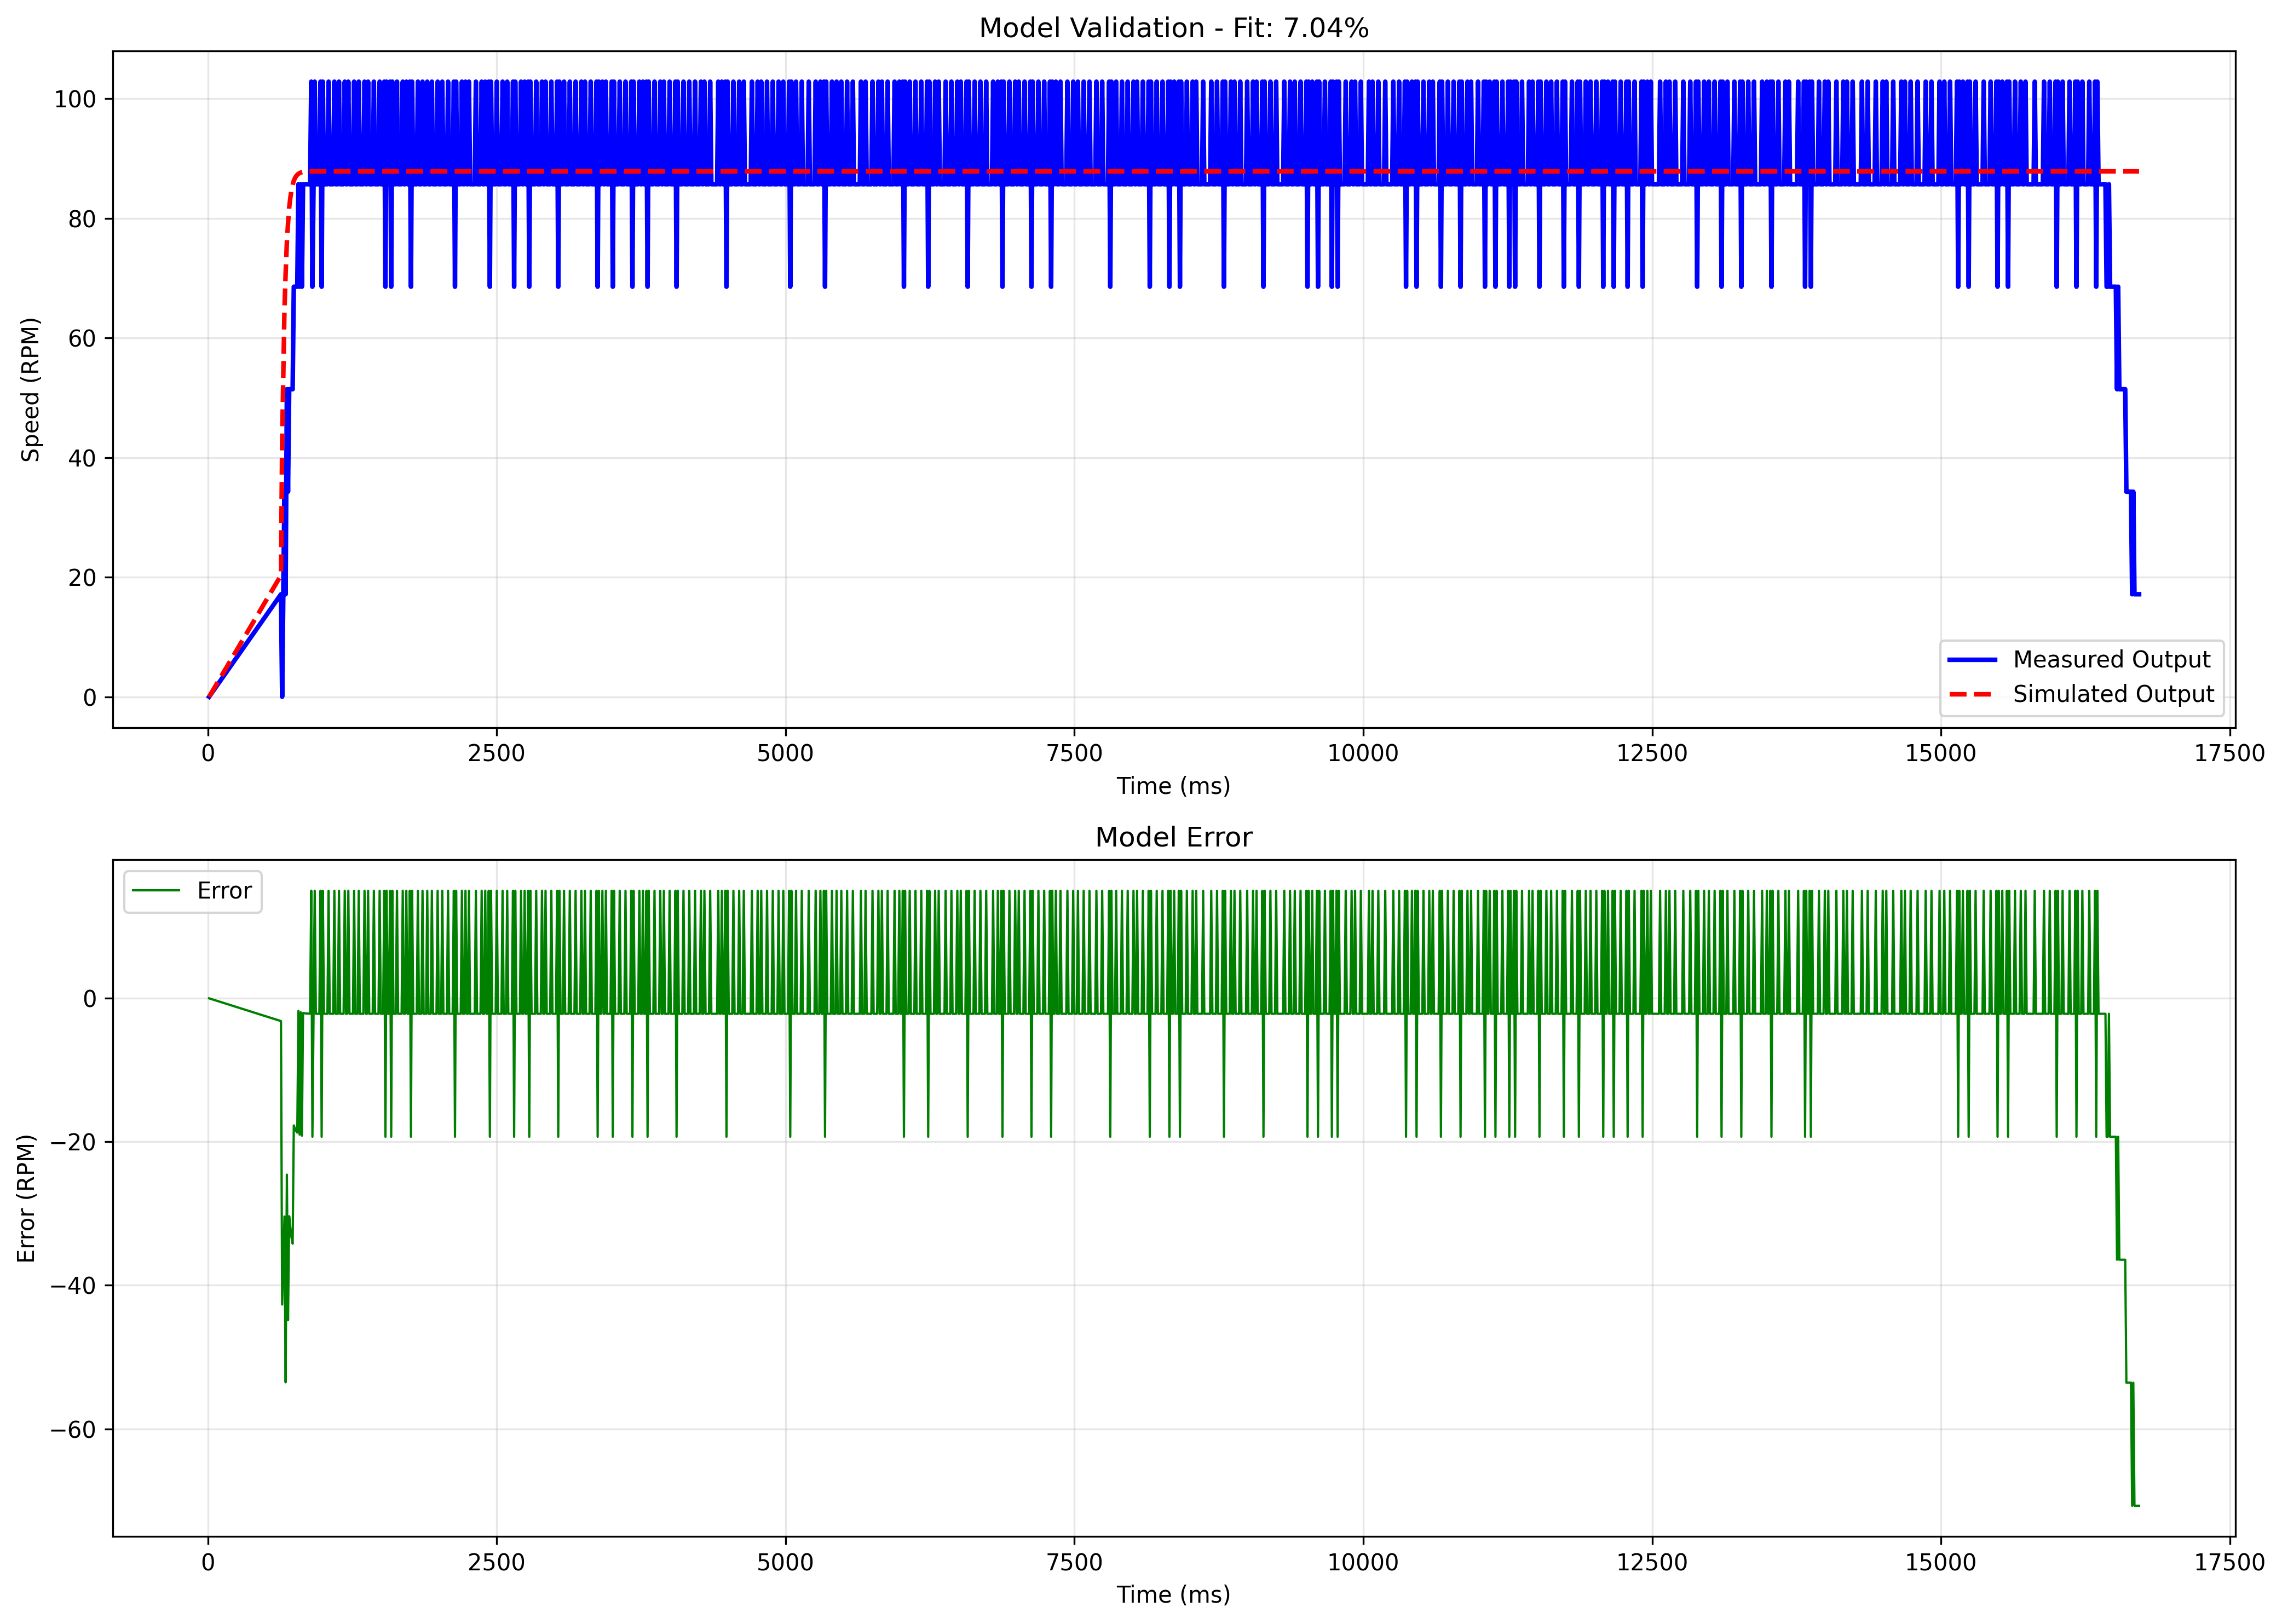 Model Validation - Fit: 7.04%
100
80
60
40
20
0
Speed (RPM)
Measured Output
Simulated Output
0 2500 5000 7500 10000 12500 15000 17500
Time (ms)
Model Error
Error
0
−20
−40
−60
Error (RPM)
0 2500 5000 7500 10000 12500 15000 17500
Time (ms)